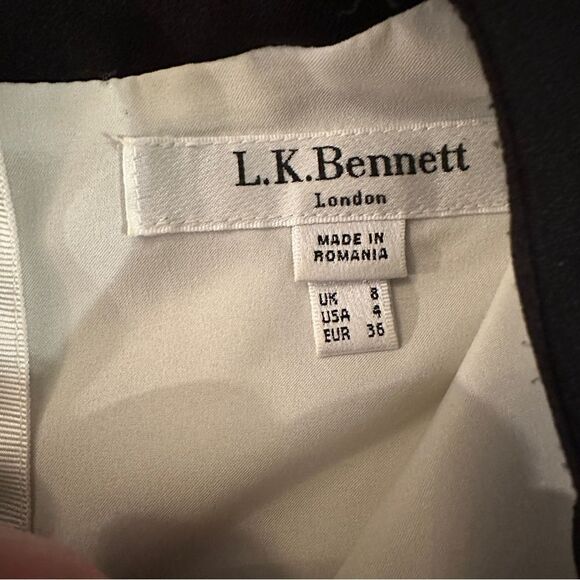 L.K.Bennett
London
MADE IN
ROMANIA
UK 8
USA 4
EUR 36